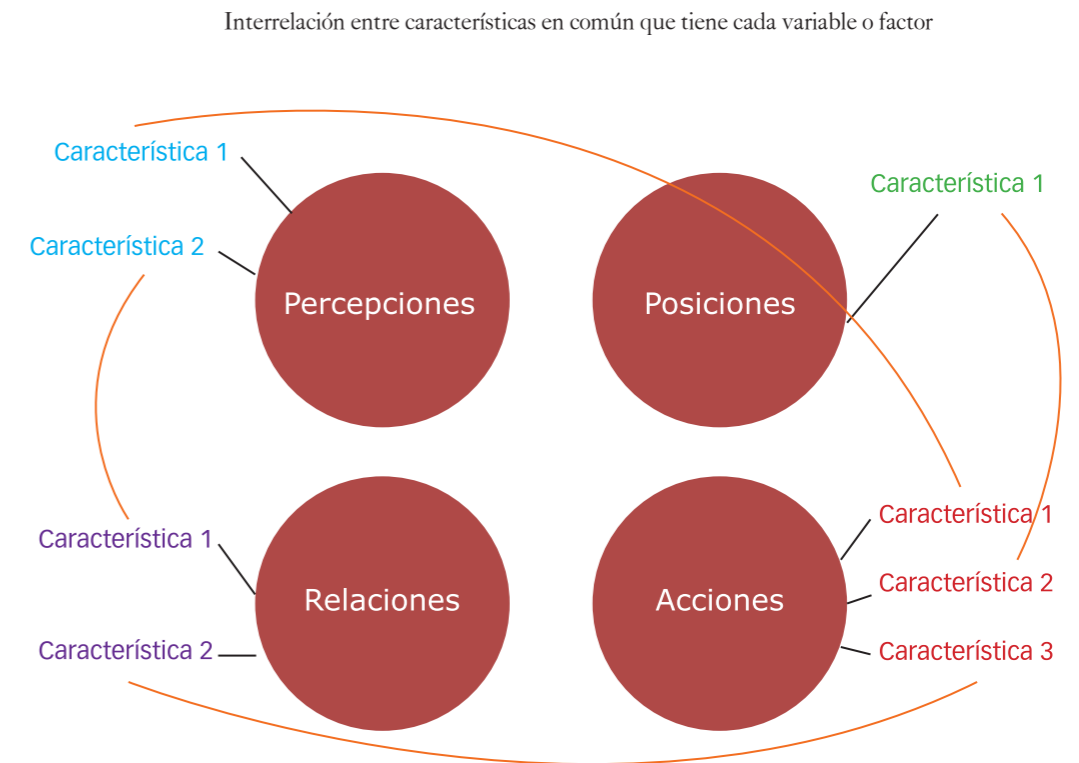 Interrelación entre características en común que tiene cada variable o factor
Característica 1
Característica 2
Percepciones
Posiciones
Característica 1
Característica 1
Característica 2
Relaciones
Acciones
Característica 1
Característica 2
Característica 3